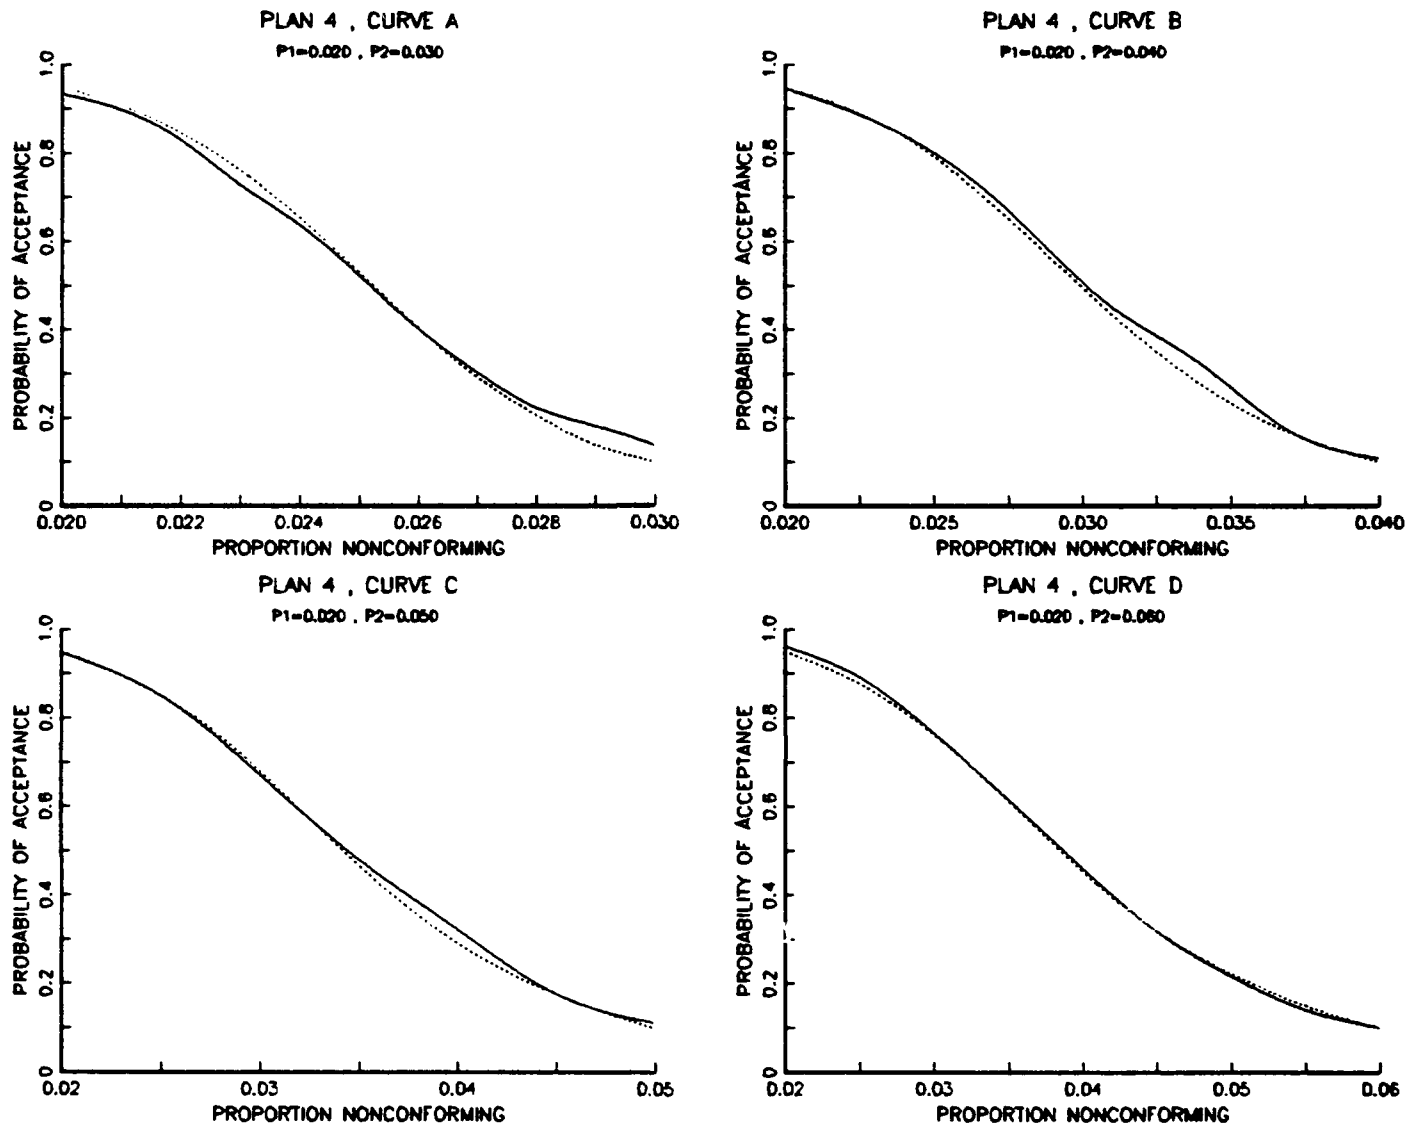 PLAN 4 , CURVE A
P1=0.020 , P2=0.030
PROBABILITY OF ACCEPTANCE
1.0
0.8
0.6
0.4
0.2
0
0.020 0.022 0.024 0.026 0.028 0.030
PROPORTION NONCONFORMING
PLAN 4 , CURVE B
P1=0.020 , P2=0.040
PROBABILITY OF ACCEPTANCE
1.0
0.8
0.6
0.4
0.2
0
0.020 0.025 0.030 0.035 0.040
PROPORTION NONCONFORMING
PLAN 4 , CURVE C
P1=0.020 , P2=0.050
PROBABILITY OF ACCEPTANCE
1.0
0.8
0.6
0.4
0.2
0
0.02 0.03 0.04 0.05
PROPORTION NONCONFORMING
PLAN 4 , CURVE D
P1=0.020 , P2=0.060
PROBABILITY OF ACCEPTANCE
1.0
0.8
0.6
0.4
0.2
0
0.02 0.03 0.04 0.05 0.06
PROPORTION NONCONFORMING